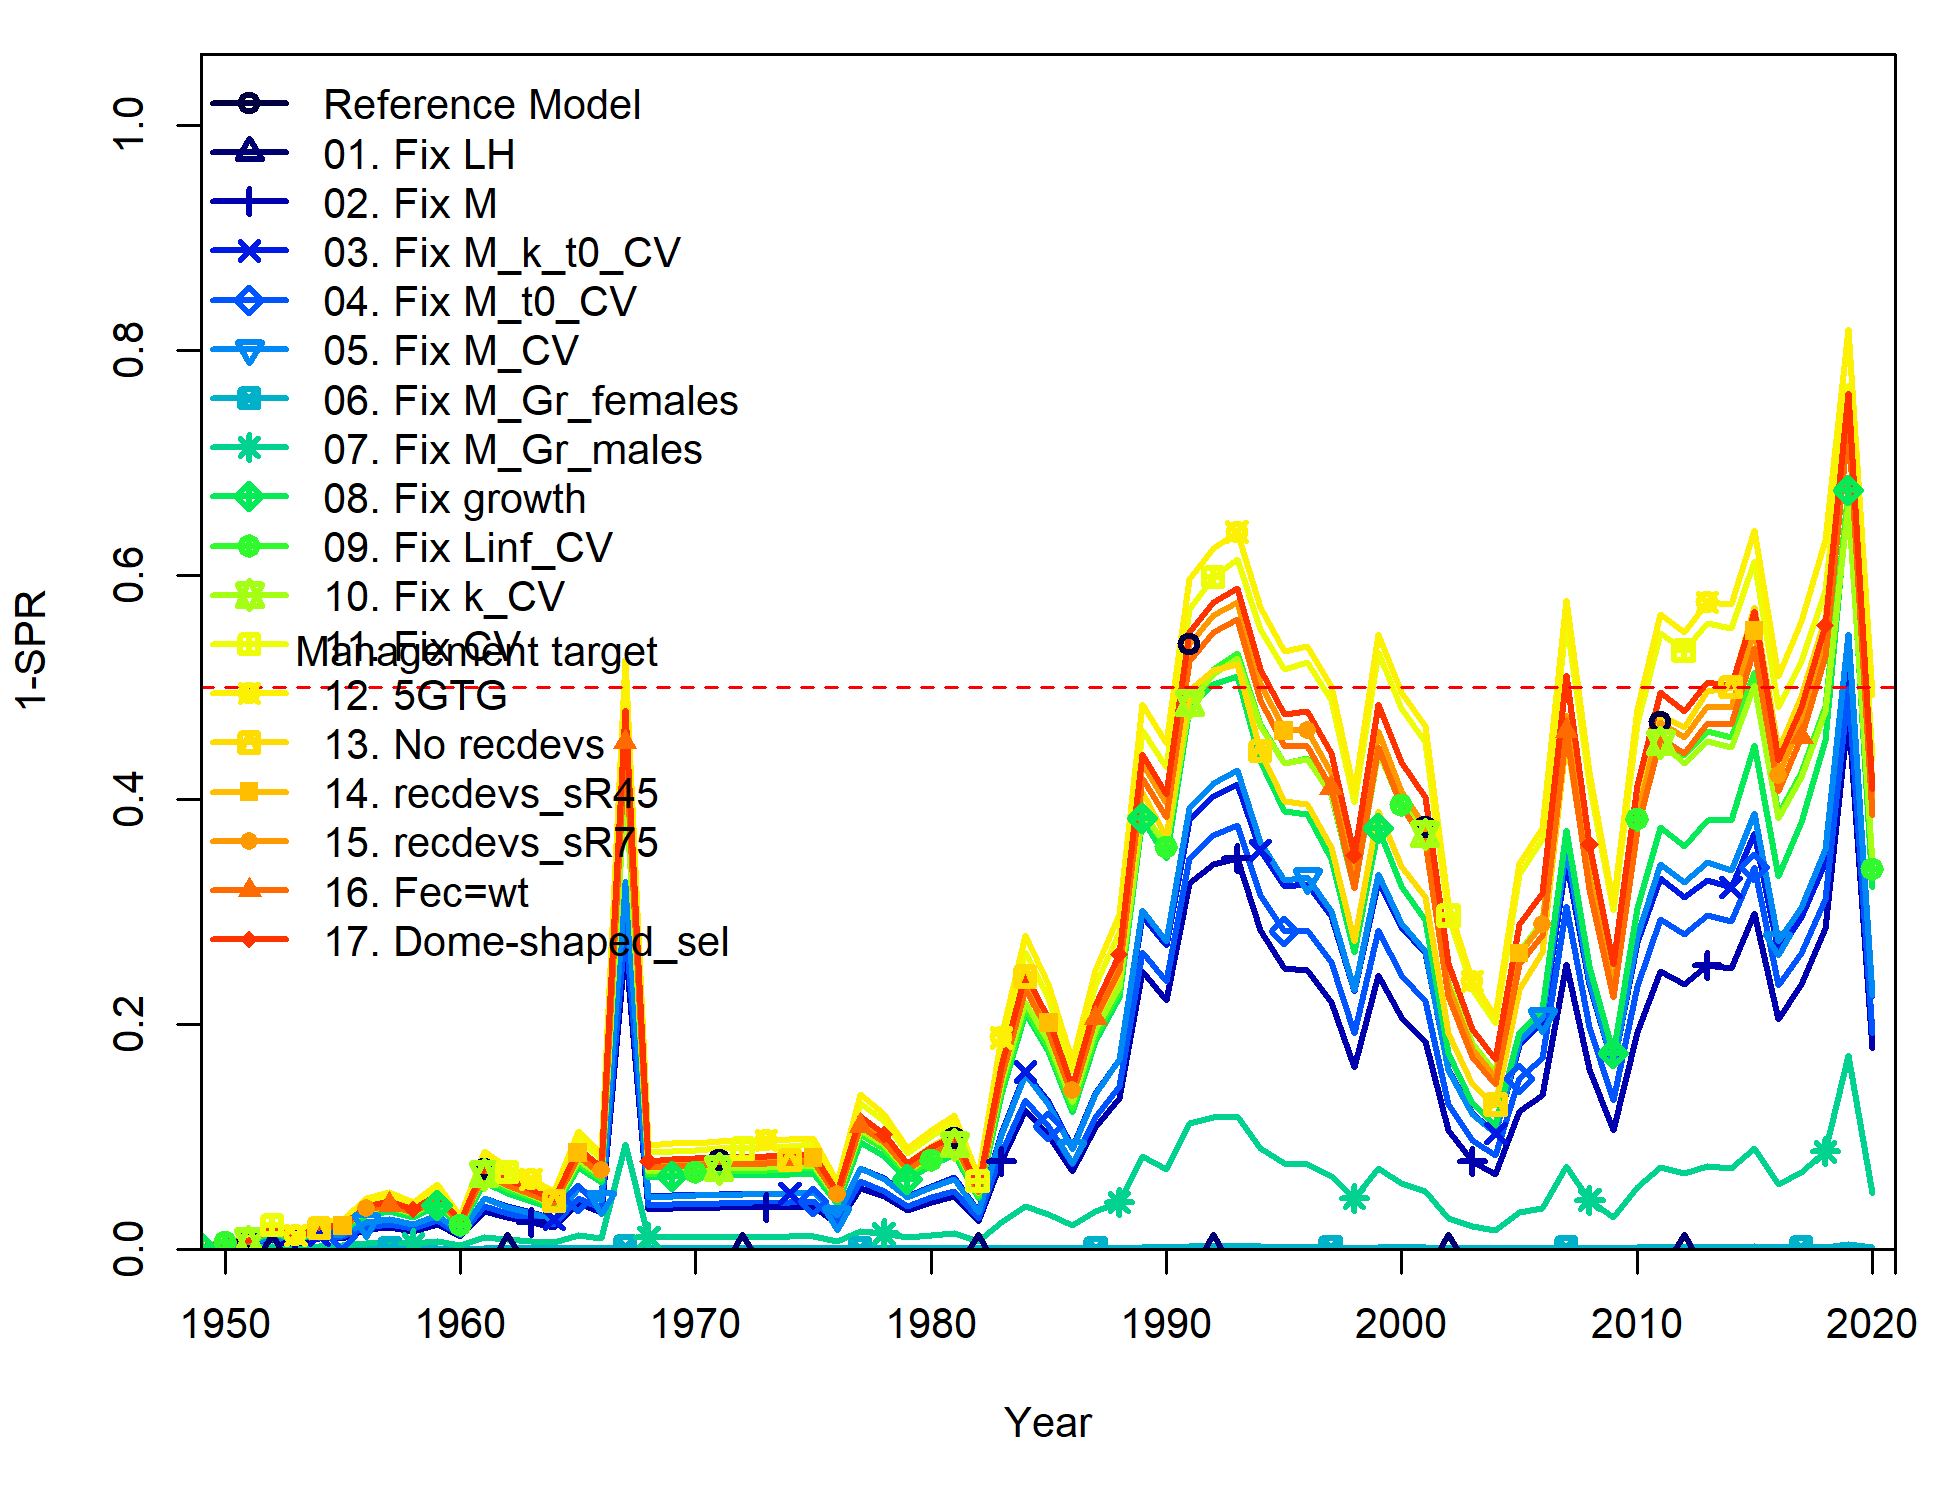 1.0
0.8
0.6
0.4
0.2
0.0
1-SPR
Reference Model
01. Fix LH
02. Fix M
03. Fix M_k_t0_CV
04. Fix M_t0_CV
05. Fix M_CV
06. Fix M_Gr_females
07. Fix M_Gr_males
08. Fix growth
09. Fix Linf_CV
10. Fix k_CV
11. Fix CV
Management target
12. 5GTG
13. No recdevs
14. recdevs_sR45
15. recdevs_sR75
16. Fec=wt
17. Dome-shaped_sel
1950 1960 1970 1980 1990 2000 2010 2020
Year